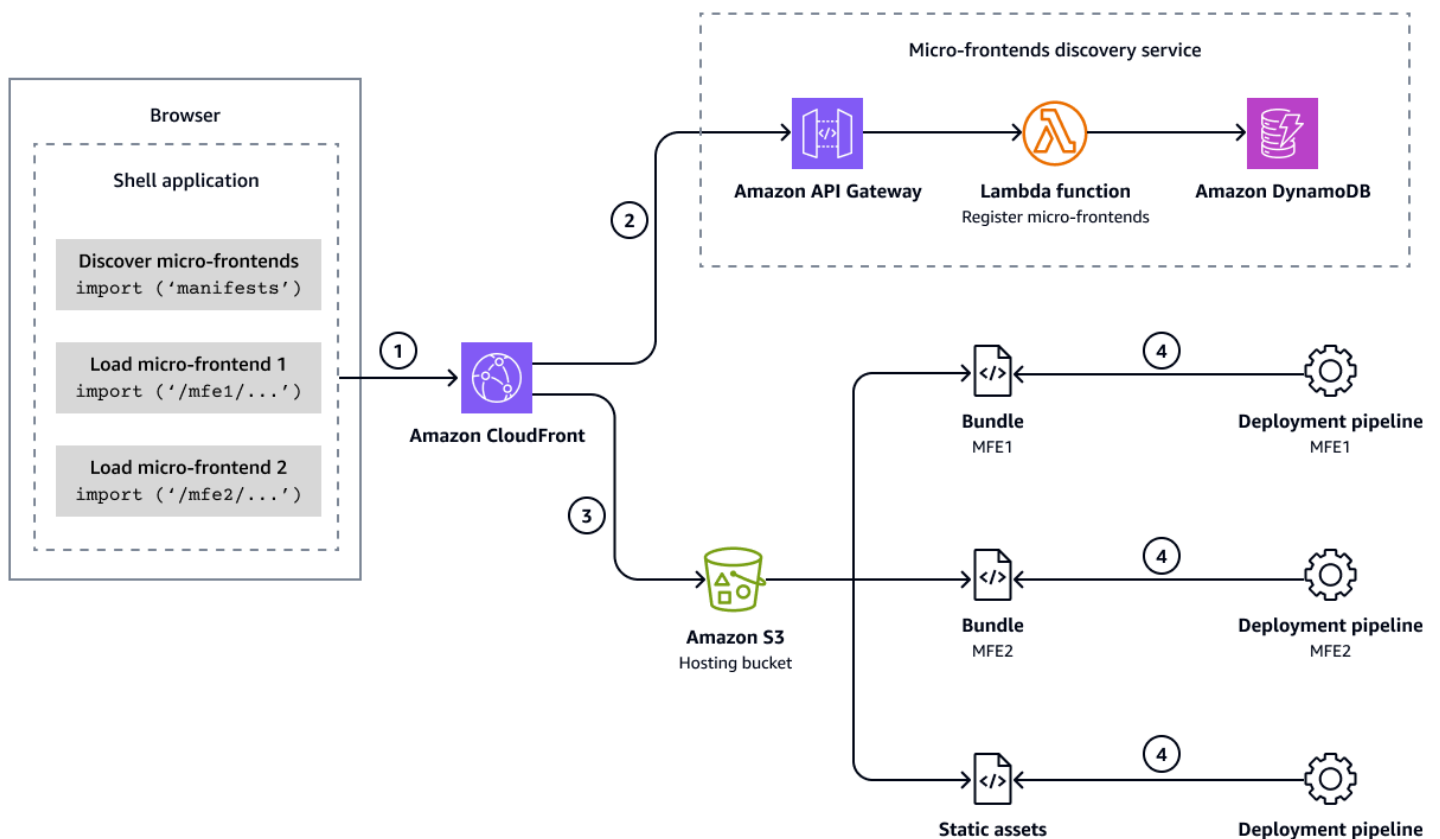 Micro-frontends discovery service
Browser
Shell application
Discover micro-frontends
import (‘manifests’)
Load micro-frontend 1
import (‘/mfe1/...’)
Load micro-frontend 2
import (‘/mfe2/...’)
1
Amazon CloudFront
2
3
Amazon API Gateway
Lambda function
Register micro-frontends
Amazon DynamoDB
Amazon S3
Hosting bucket
4
Bundle
MFE1
Deployment pipeline
MFE1
4
Bundle
MFE2
Deployment pipeline
MFE2
4
Static assets
Deployment pipeline